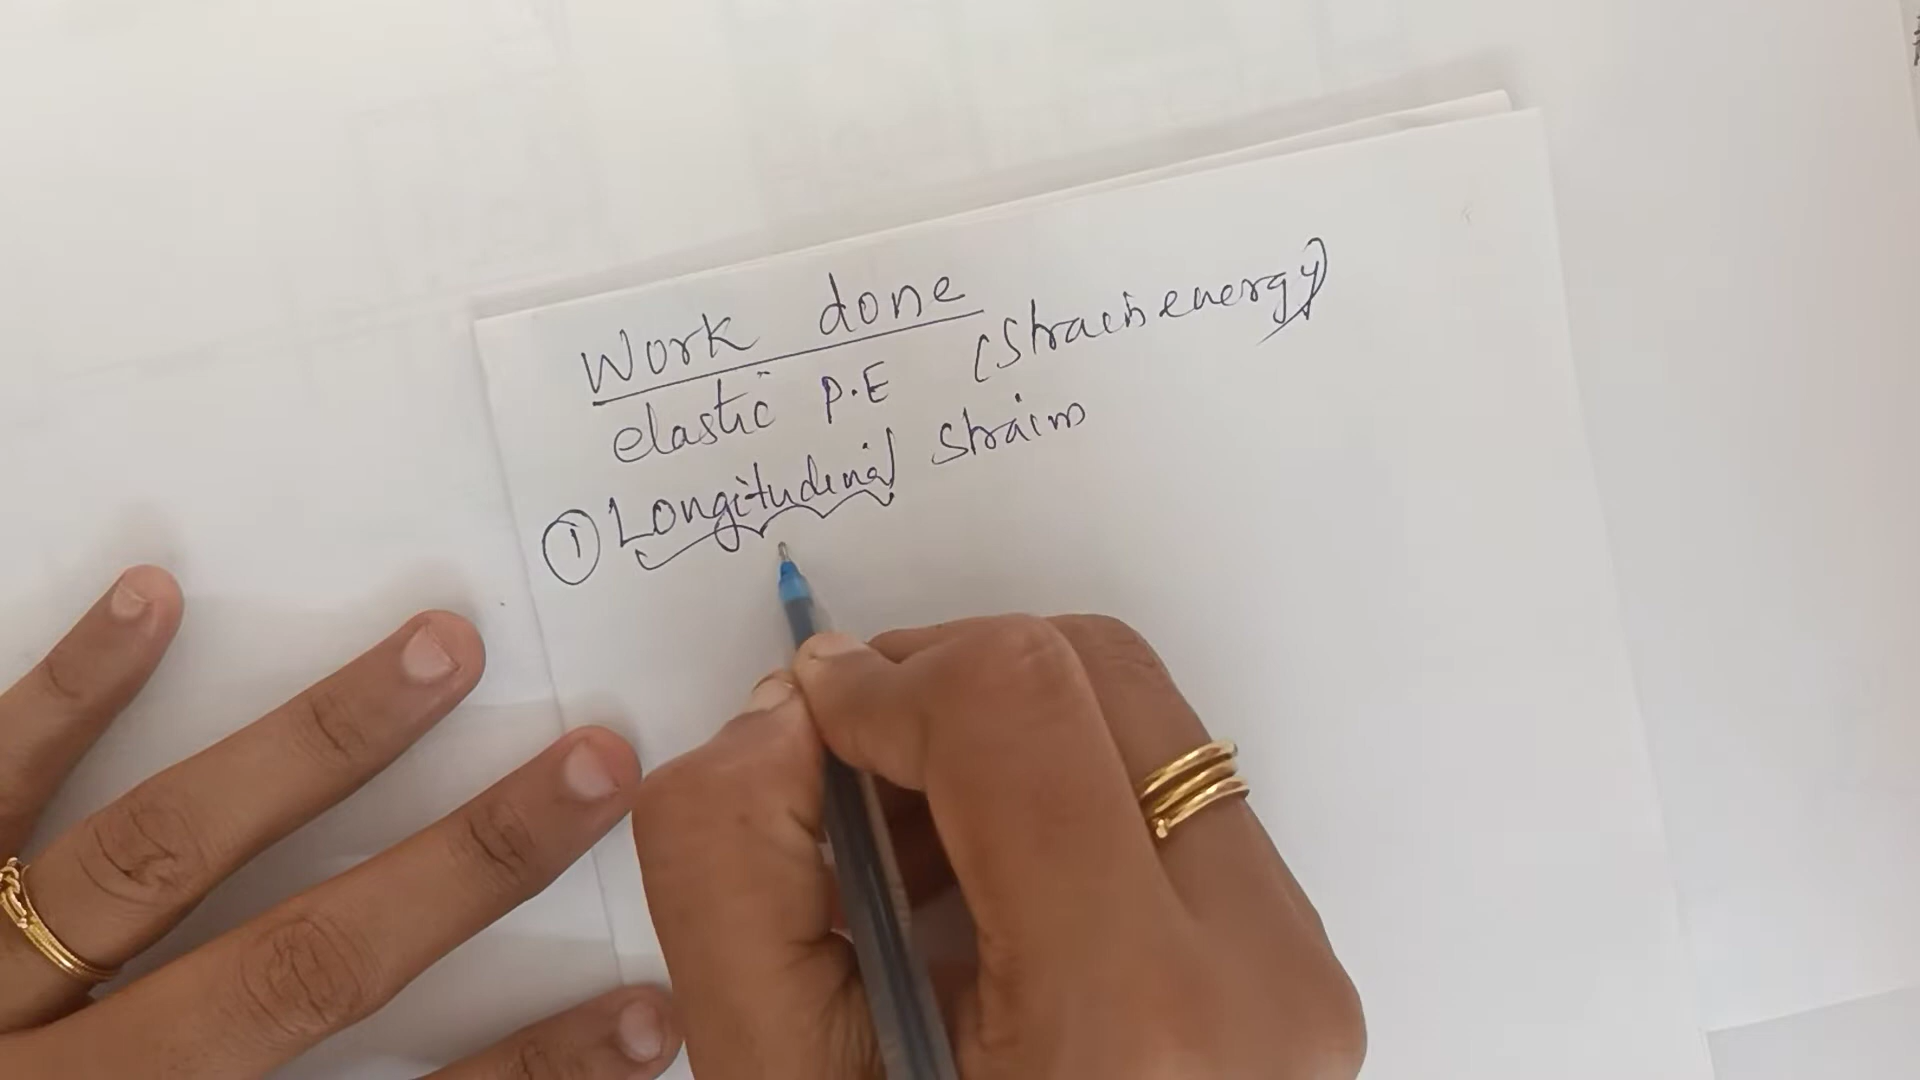 Work done
elastic P.E (Strain energy)
① Longitudinal Strain